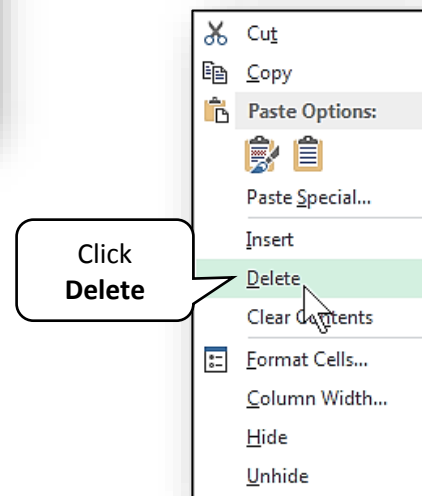 Cut
Copy
Paste Options:
Paste Special...
Insert
Click
Delete
Delete
Clear Contents
Format Cells...
Column Width...
Hide
Unhide